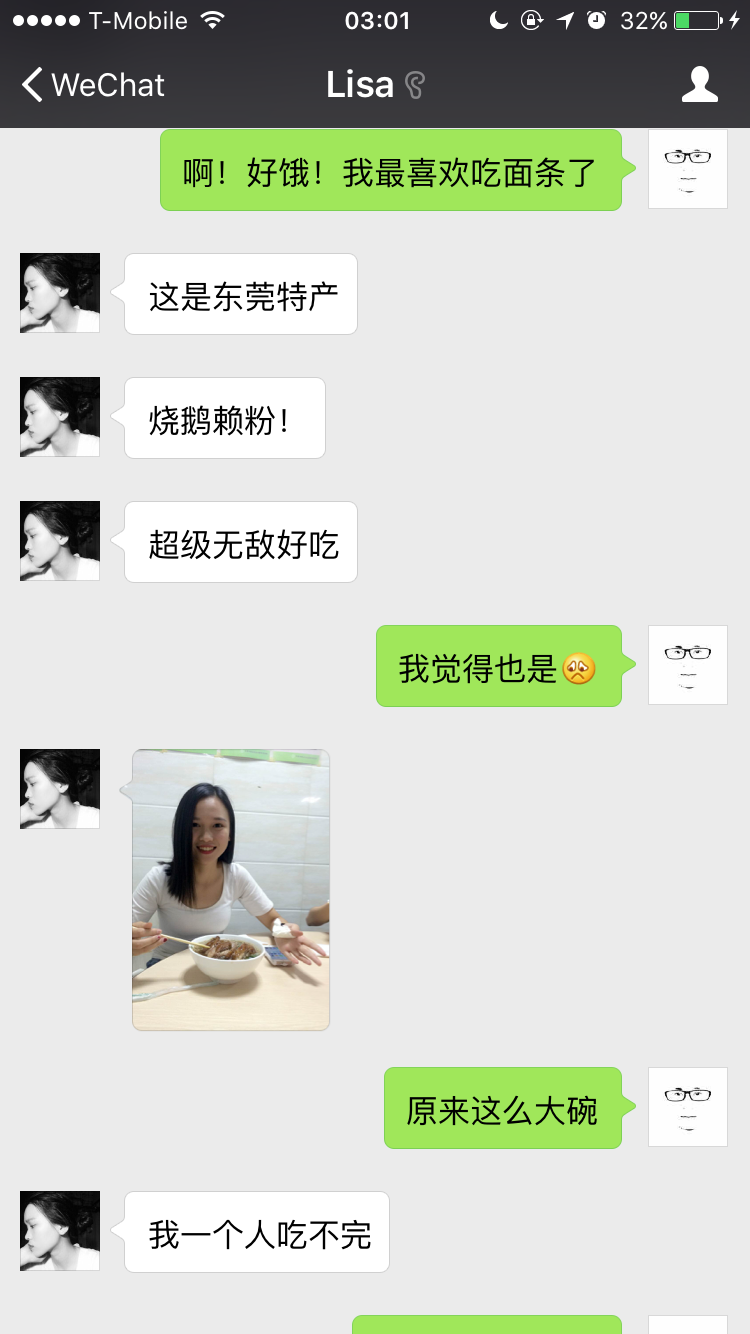 T-Mobile 03:01 32%
WeChat Lisa
啊！好饿！我最喜欢吃面条了
这是东莞特产
烧鹅赖粉！
超级无敌好吃
我觉得也是😞
原来这么大碗
我一个人吃不完